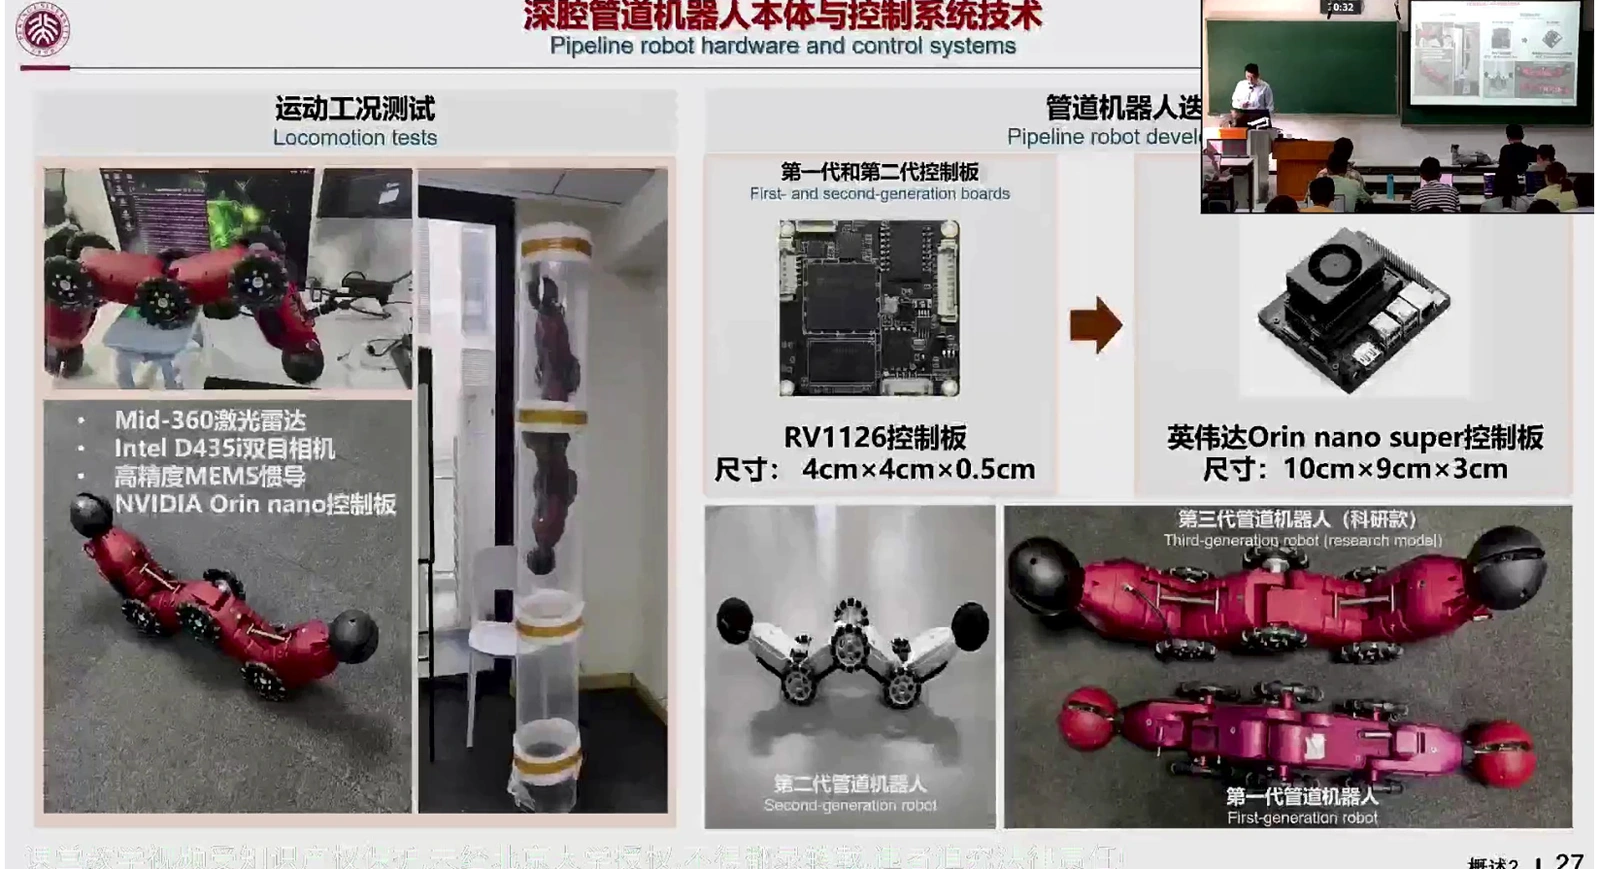 深腔管道机器人本体与控制系统技术
Pipeline robot hardware and control systems
0:32
运动工况测试
Locomotion tests
管道机器人迭
Pipeline robot develo
Mid-360激光雷达
Intel D435i双目相机
高精度MEMS惯导
NVIDIA Orin nano控制板
第一代和第二代控制板
First- and second-generation boards
RV1126控制板
尺寸： 4cm×4cm×0.5cm
英伟达Orin nano super控制板
尺寸：10cm×9cm×3cm
第二代管道机器人
Second-generation robot
第三代管道机器人（科研款）
Third-generation robot (research model)
第一代管道机器人
First-generation robot
概述2 | 27